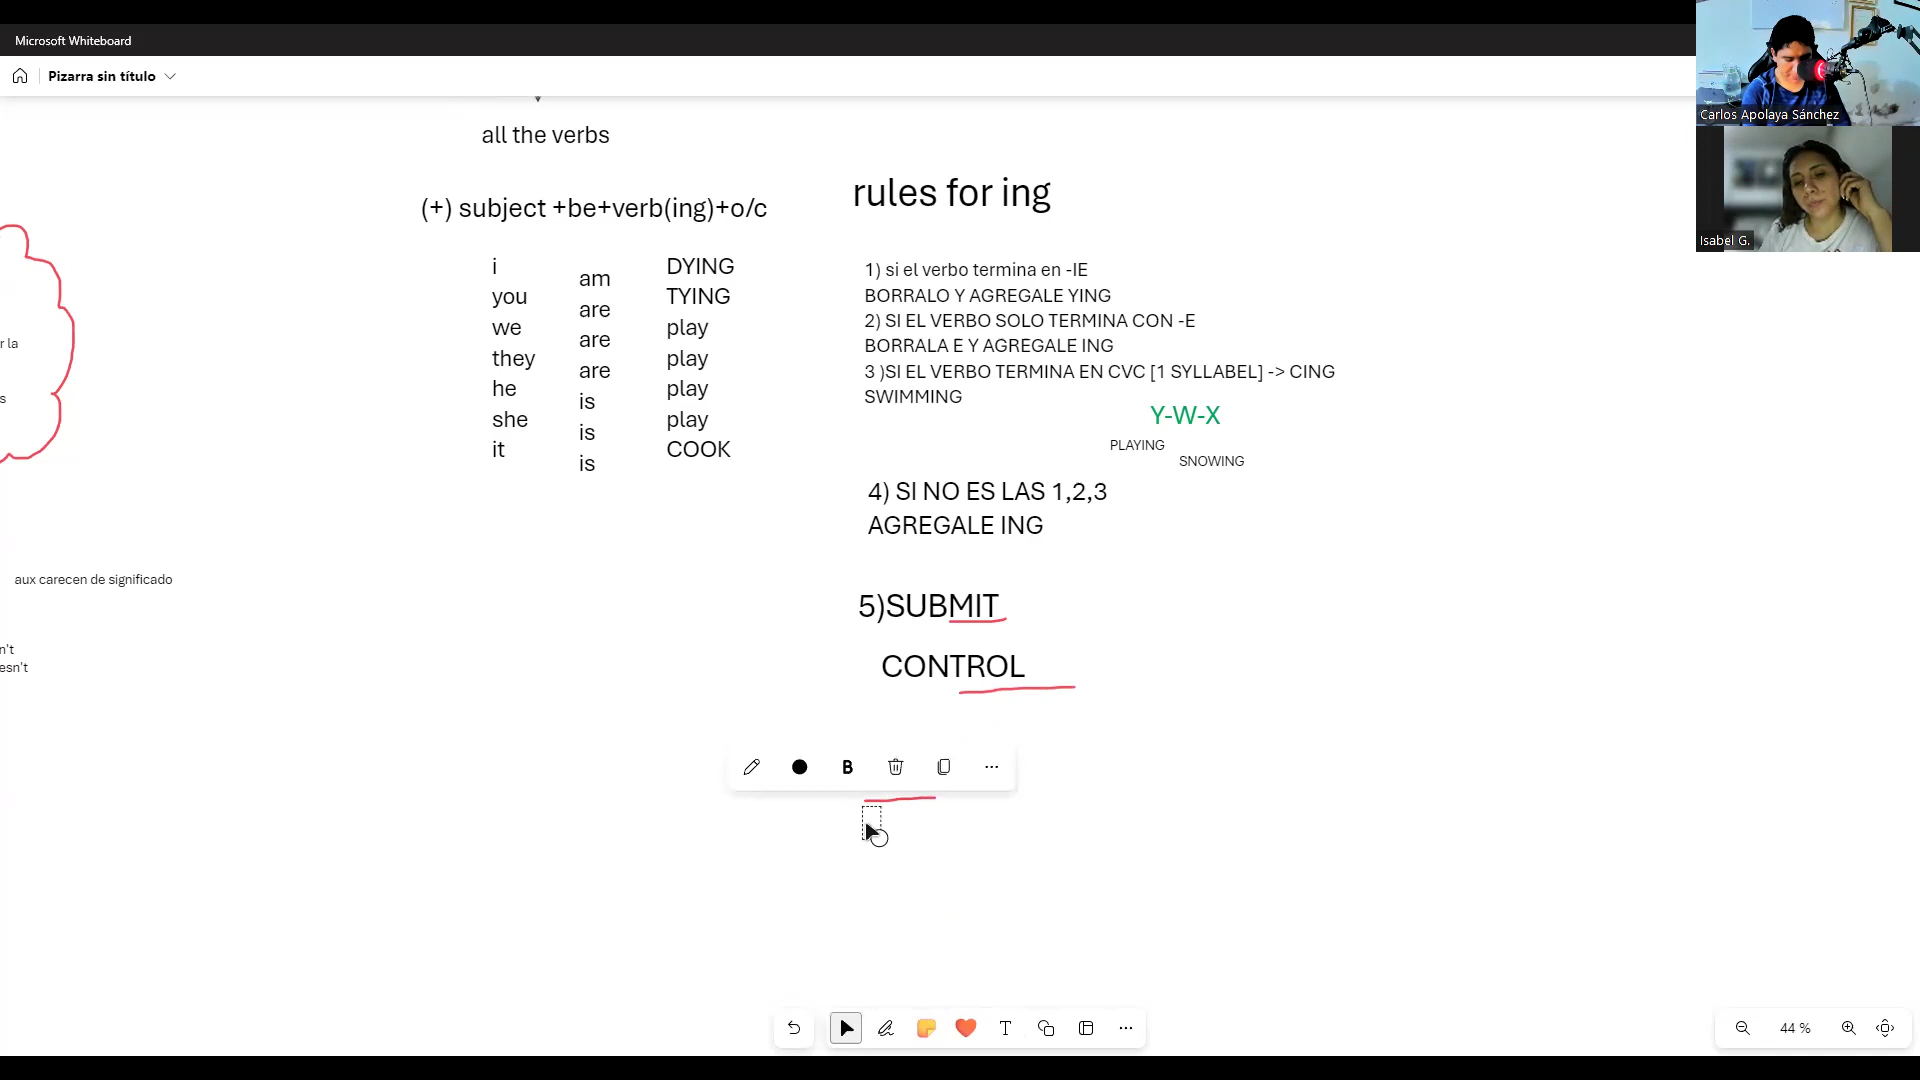 Microsoft Whiteboard
Pizarra sin título
Carlos Apolaya Sánchez
Isabel G.
all the verbs
(+) subject +be+verb(ing)+o/c
i am DYING
you are TYING
we are play
they are play
he is play
she is play
it is COOK
rules for ing
1) si el verbo termina en -IE
BORRALO Y AGREGALE YING
2) SI EL VERBO SOLO TERMINA CON -E
BORRALA E Y AGREGALE ING
3 )SI EL VERBO TERMINA EN CVC [1 SYLLABEL] -> CING
SWIMMING
Y-W-X
PLAYING
SNOWING
4) SI NO ES LAS 1,2,3
AGREGALE ING
5)SUBMIT
CONTROL
r la
s
aux carecen de significado
n't
esn't
B
T
44 %